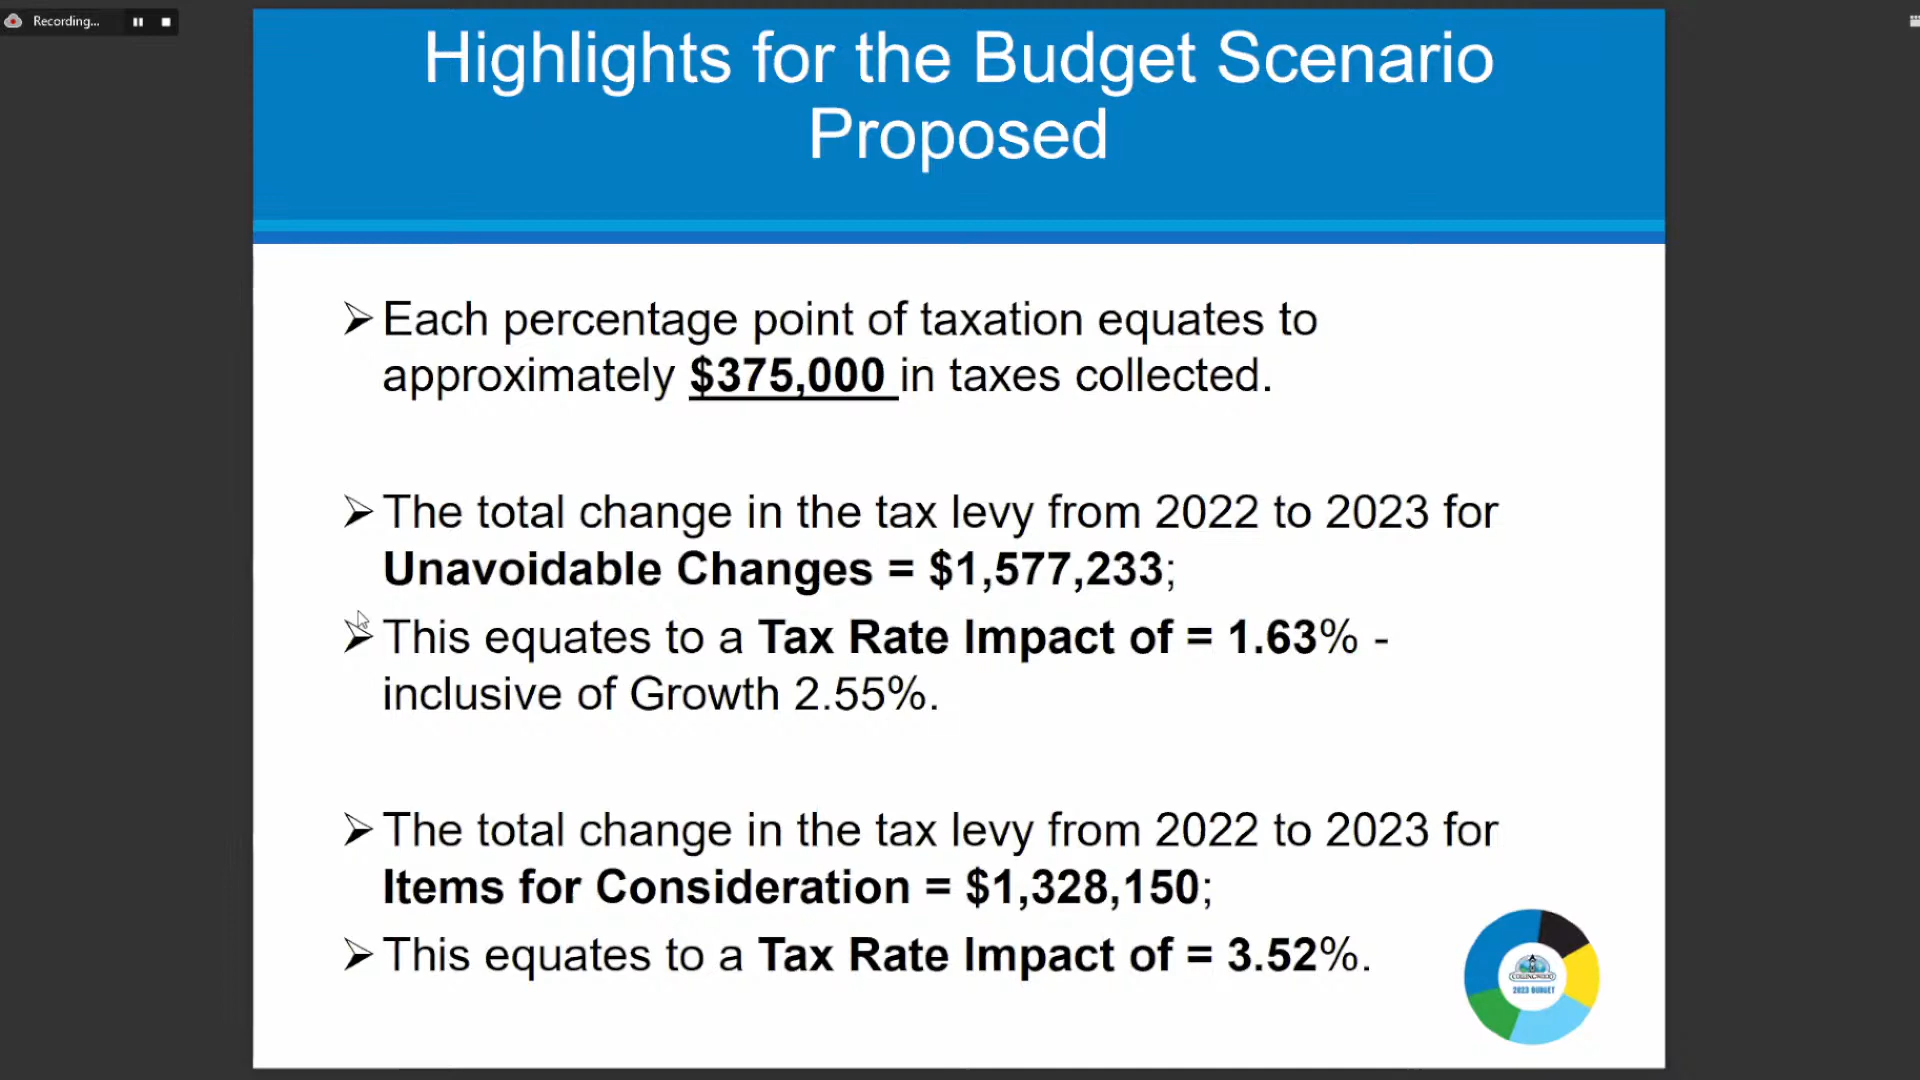 Recording...
Highlights for the Budget Scenario
Proposed
Each percentage point of taxation equates to
approximately $375,000 in taxes collected.
The total change in the tax levy from 2022 to 2023 for
Unavoidable Changes = $1,577,233;
This equates to a Tax Rate Impact of = 1.63% -
inclusive of Growth 2.55%.
The total change in the tax levy from 2022 to 2023 for
Items for Consideration = $1,328,150;
This equates to a Tax Rate Impact of = 3.52%.
COLLINGWOOD
2023 BUDGET